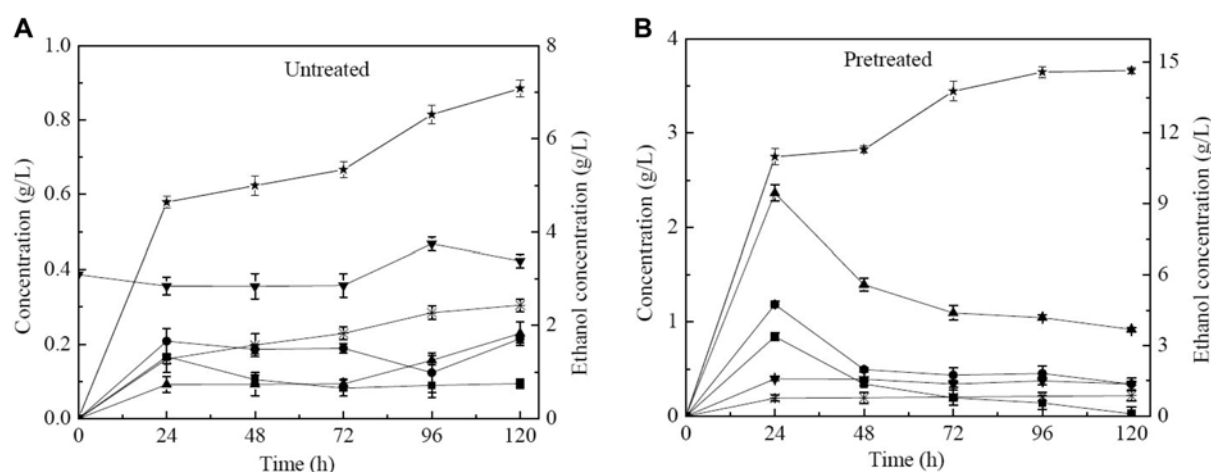 A
Untreated
1.0
0.8
0.6
0.4
0.2
0.0
Concentration (g/L)
8
6
4
2
0
Ethanol concentration (g/L)
0 24 48 72 96 120
Time (h)
B
Pretreated
4
3
2
1
0
Concentration (g/L)
15
12
9
6
3
0
Ethanol concentration (g/L)
0 24 48 72 96 120
Time (h)